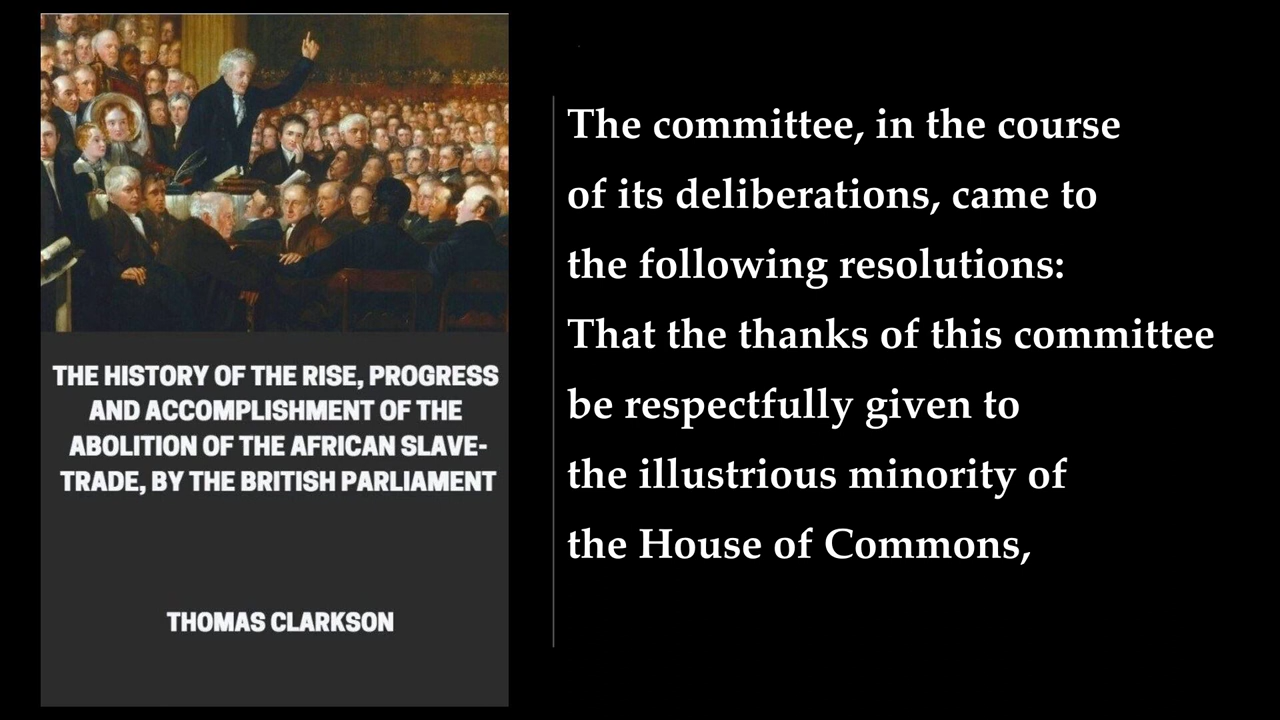 THE HISTORY OF THE RISE, PROGRESS
AND ACCOMPLISHMENT OF THE
ABOLITION OF THE AFRICAN SLAVE-
TRADE, BY THE BRITISH PARLIAMENT
THOMAS CLARKSON
The committee, in the course
of its deliberations, came to
the following resolutions:
That the thanks of this committee
be respectfully given to
the illustrious minority of
the House of Commons,